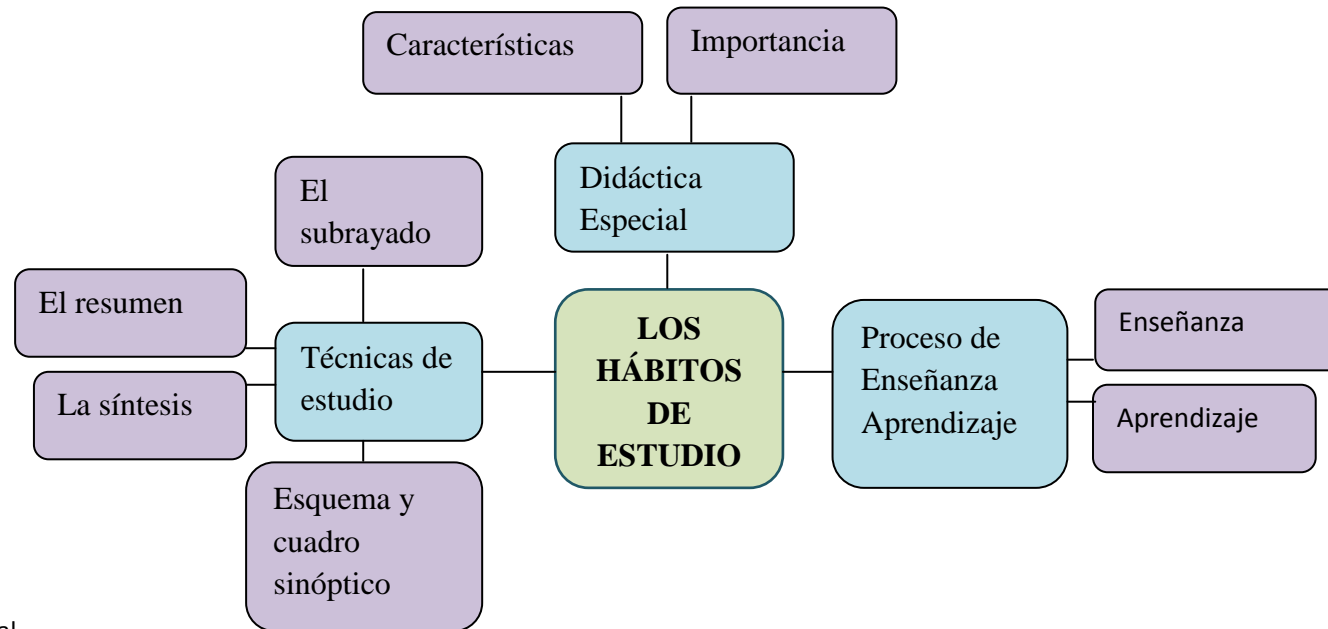 Características
Importancia
Didáctica
Especial
El
subrayado
El resumen
La síntesis
Técnicas de
estudio
Esquema y
cuadro
sinóptico
LOS
HÁBITOS
DE
ESTUDIO
Proceso de
Enseñanza
Aprendizaje
Enseñanza
Aprendizaje